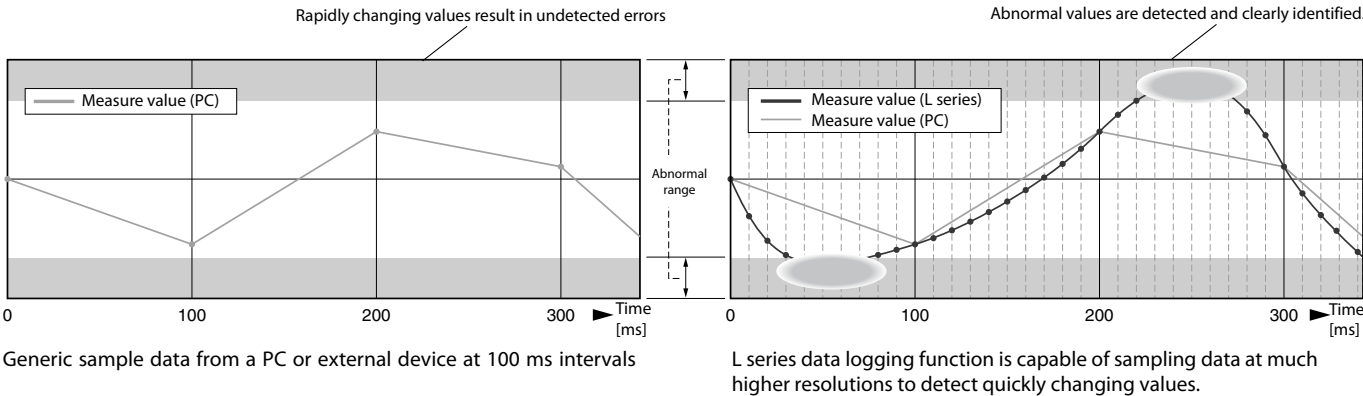 Rapidly changing values result in undetected errors
Measure value (PC)
0
100
200
300
Time
[ms]
Generic sample data from a PC or external device at 100 ms intervals
Abnormal
range
Abnormal values are detected and clearly identified.
Measure value (L series)
Measure value (PC)
0
100
200
300
Time
[ms]
L series data logging function is capable of sampling data at much
higher resolutions to detect quickly changing values.